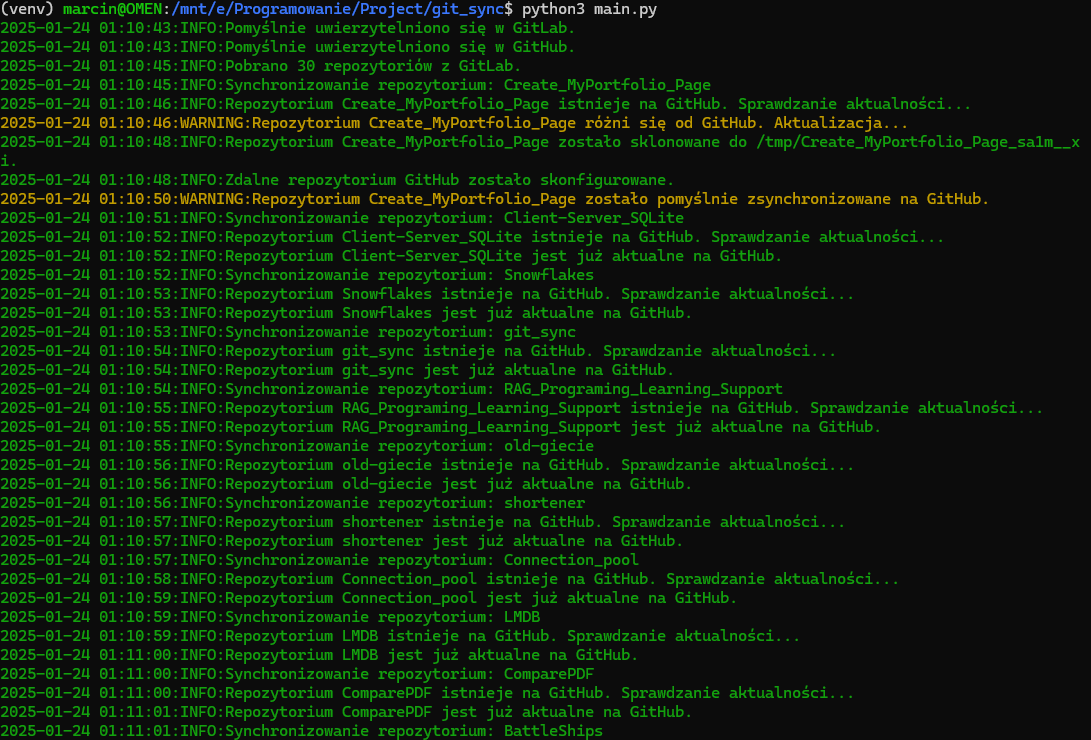 (venv) marcin@OMEN:/mnt/e/Programowanie/Project/git_sync$ python3 main.py
2025-01-24 01:10:43:INFO:Pomyślnie uwierzytelniono się w GitLab.
2025-01-24 01:10:43:INFO:Pomyślnie uwierzytelniono się w GitHub.
2025-01-24 01:10:45:INFO:Pobrano 30 repozytoriów z GitLab.
2025-01-24 01:10:45:INFO:Synchronizowanie repozytorium: Create_MyPortfolio_Page
2025-01-24 01:10:46:INFO:Repozytorium Create_MyPortfolio_Page istnieje na GitHub. Sprawdzanie aktualności...
2025-01-24 01:10:46:WARNING:Repozytorium Create_MyPortfolio_Page różni się od GitHub. Aktualizacja...
2025-01-24 01:10:48:INFO:Repozytorium Create_MyPortfolio_Page zostało sklonowane do /tmp/Create_MyPortfolio_Page_sa1m__x
i.
2025-01-24 01:10:48:INFO:Zdalne repozytorium GitHub zostało skonfigurowane.
2025-01-24 01:10:50:WARNING:Repozytorium Create_MyPortfolio_Page zostało pomyślnie zsynchronizowane na GitHub.
2025-01-24 01:10:51:INFO:Synchronizowanie repozytorium: Client-Server_SQLite
2025-01-24 01:10:52:INFO:Repozytorium Client-Server_SQLite istnieje na GitHub. Sprawdzanie aktualności...
2025-01-24 01:10:52:INFO:Repozytorium Client-Server_SQLite jest już aktualne na GitHub.
2025-01-24 01:10:52:INFO:Synchronizowanie repozytorium: Snowflakes
2025-01-24 01:10:53:INFO:Repozytorium Snowflakes istnieje na GitHub. Sprawdzanie aktualności...
2025-01-24 01:10:53:INFO:Repozytorium Snowflakes jest już aktualne na GitHub.
2025-01-24 01:10:53:INFO:Synchronizowanie repozytorium: git_sync
2025-01-24 01:10:54:INFO:Repozytorium git_sync istnieje na GitHub. Sprawdzanie aktualności...
2025-01-24 01:10:54:INFO:Repozytorium git_sync jest już aktualne na GitHub.
2025-01-24 01:10:54:INFO:Synchronizowanie repozytorium: RAG_Programing_Learning_Support
2025-01-24 01:10:55:INFO:Repozytorium RAG_Programing_Learning_Support istnieje na GitHub. Sprawdzanie aktualności...
2025-01-24 01:10:55:INFO:Repozytorium RAG_Programing_Learning_Support jest już aktualne na GitHub.
2025-01-24 01:10:55:INFO:Synchronizowanie repozytorium: old-giecie
2025-01-24 01:10:56:INFO:Repozytorium old-giecie istnieje na GitHub. Sprawdzanie aktualności...
2025-01-24 01:10:56:INFO:Repozytorium old-giecie jest już aktualne na GitHub.
2025-01-24 01:10:56:INFO:Synchronizowanie repozytorium: shortener
2025-01-24 01:10:57:INFO:Repozytorium shortener istnieje na GitHub. Sprawdzanie aktualności...
2025-01-24 01:10:57:INFO:Repozytorium shortener jest już aktualne na GitHub.
2025-01-24 01:10:57:INFO:Synchronizowanie repozytorium: Connection_pool
2025-01-24 01:10:58:INFO:Repozytorium Connection_pool istnieje na GitHub. Sprawdzanie aktualności...
2025-01-24 01:10:59:INFO:Repozytorium Connection_pool jest już aktualne na GitHub.
2025-01-24 01:10:59:INFO:Synchronizowanie repozytorium: LMDB
2025-01-24 01:10:59:INFO:Repozytorium LMDB istnieje na GitHub. Sprawdzanie aktualności...
2025-01-24 01:11:00:INFO:Repozytorium LMDB jest już aktualne na GitHub.
2025-01-24 01:11:00:INFO:Synchronizowanie repozytorium: ComparePDF
2025-01-24 01:11:00:INFO:Repozytorium ComparePDF istnieje na GitHub. Sprawdzanie aktualności...
2025-01-24 01:11:01:INFO:Repozytorium ComparePDF jest już aktualne na GitHub.
2025-01-24 01:11:01:INFO:Synchronizowanie repozytorium: BattleShips